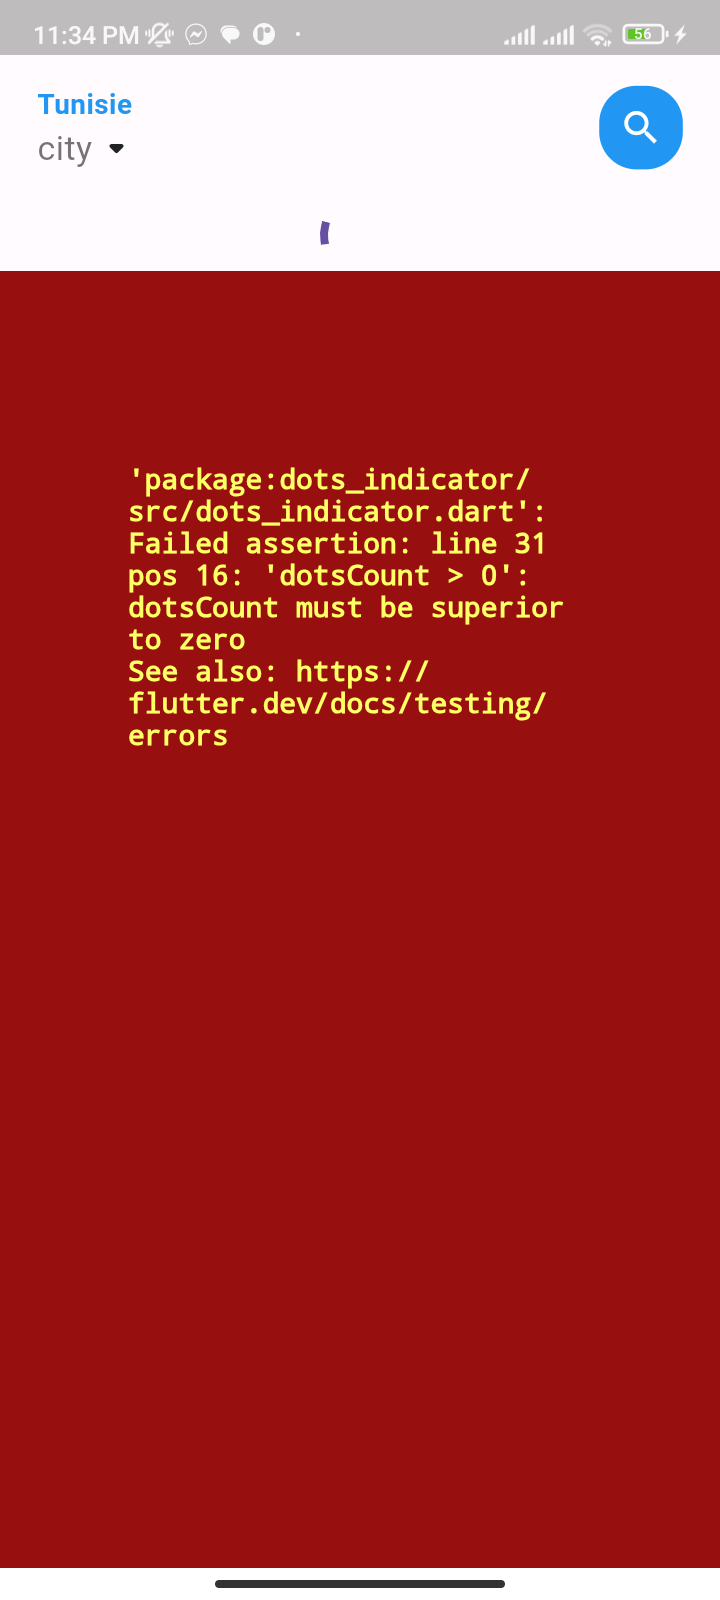 11:34 PM
56
Tunisie
city
'package:dots_indicator/
src/dots_indicator.dart':
Failed assertion: line 31
pos 16: 'dotsCount > 0':
dotsCount must be superior
to zero
See also: https://
flutter.dev/docs/testing/
errors